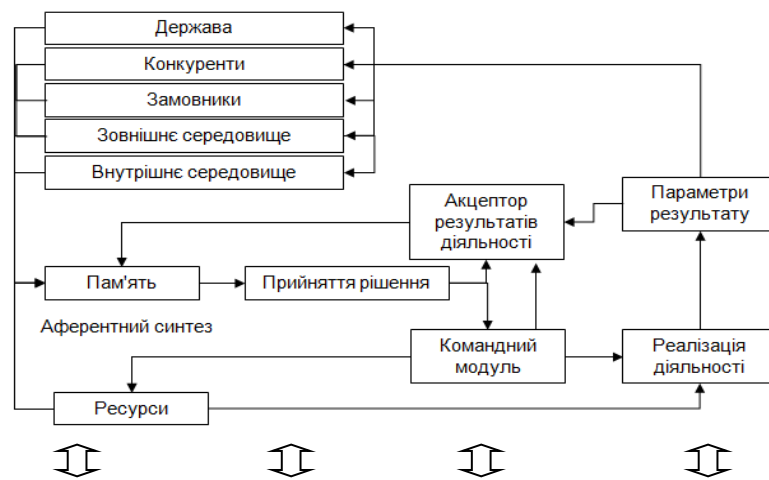 Держава
Конкуренти
Замовники
Зовнішнє середовище
Внутрішнє середовище
Акцептор
результатів
діяльності
Параметри
результату
Пам'ять
Прийняття рішення
Аферентний синтез
Командний
модуль
Реалізація
діяльності
Ресурси